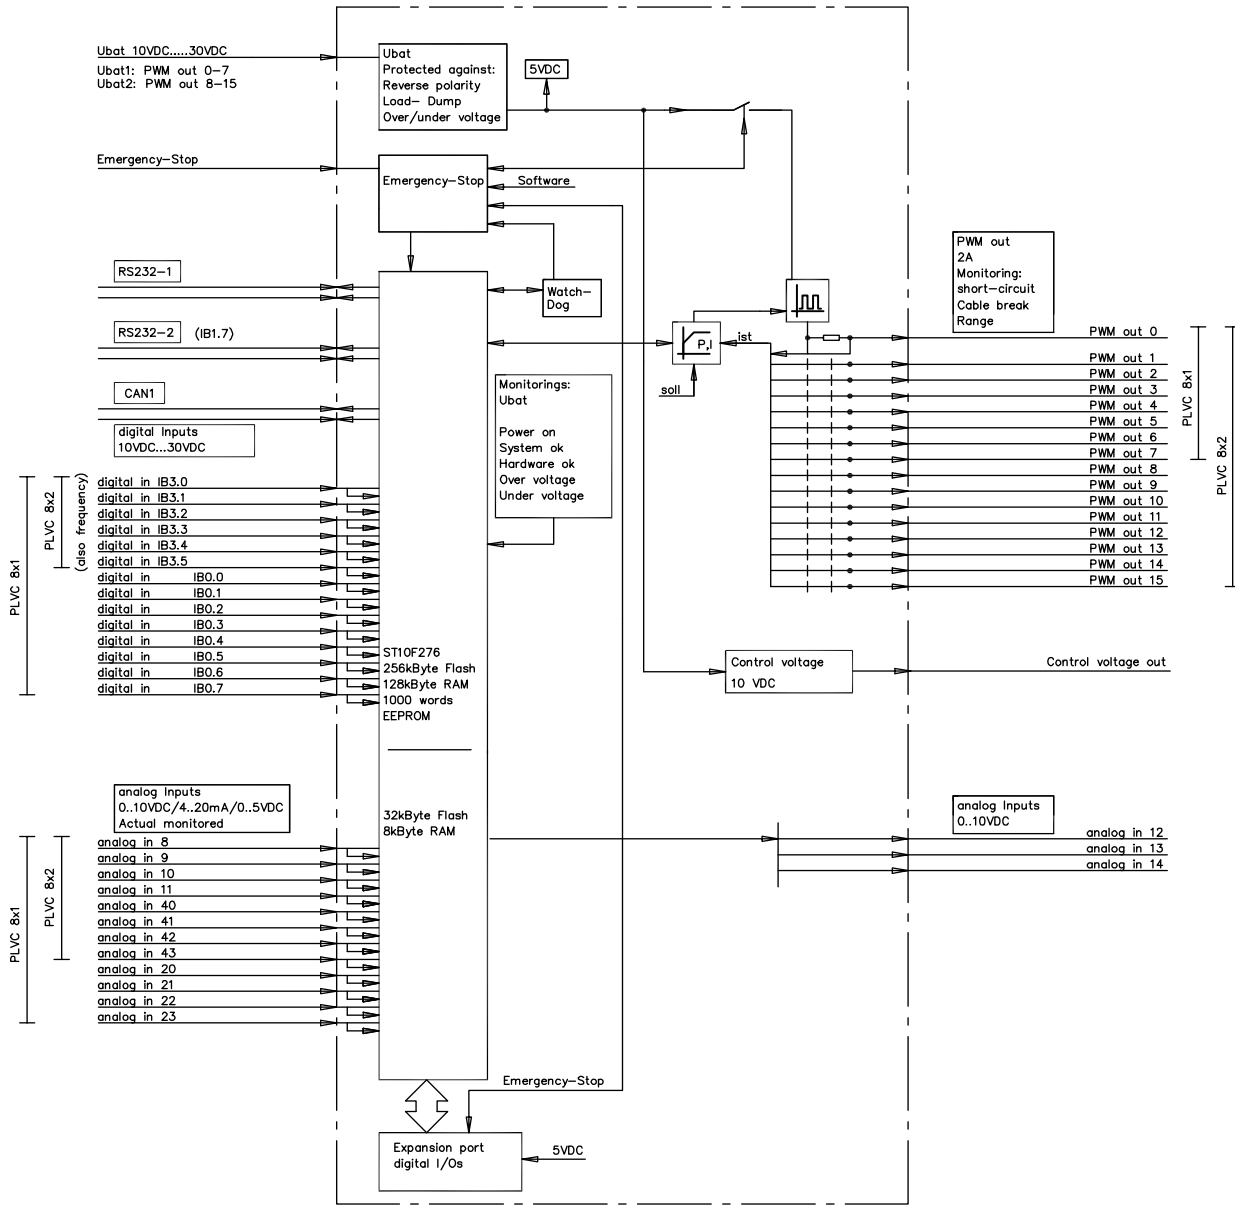 Ubat 10VDC.....30VDC
Ubat1: PWM out 0-7
Ubat2: PWM out 8-15
Ubat
Protected against:
Reverse polarity
Load- Dump
Over/under voltage
5VDC
Emergency-Stop
Emergency-Stop
Software
RS232-1
Watch-
Dog
RS232-2 (IB1.7)
CAN1
digital Inputs
10VDC...30VDC
PWM out
2A
Monitoring:
short-circuit
Cable break
Range
P,I
ist
soll
Monitorings:
Ubat
Power on
System ok
Hardware ok
Over voltage
Under voltage
PWM out 0
PWM out 1
PWM out 2
PWM out 3
PWM out 4
PWM out 5
PWM out 6
PWM out 7
PWM out 8
PWM out 9
PWM out 10
PWM out 11
PWM out 12
PWM out 13
PWM out 14
PWM out 15
PLVC 8x1
PLVC 8x2
PLVC 8x1
PLVC 8x2
(also frequency)
digital in IB3.0
digital in IB3.1
digital in IB3.2
digital in IB3.3
digital in IB3.4
digital in IB3.5
digital in IB0.0
digital in IB0.1
digital in IB0.2
digital in IB0.3
digital in IB0.4
digital in IB0.5
digital in IB0.6
digital in IB0.7
ST10F276
256kByte Flash
128kByte RAM
1000 words
EEPROM
32kByte Flash
8kByte RAM
Control voltage
10 VDC
Control voltage out
analog Inputs
0..10VDC/4..20mA/0..5VDC
Actual monitored
PLVC 8x1
PLVC 8x2
analog in 8
analog in 9
analog in 10
analog in 11
analog in 40
analog in 41
analog in 42
analog in 43
analog in 20
analog in 21
analog in 22
analog in 23
analog Inputs
0..10VDC
analog in 12
analog in 13
analog in 14
Emergency-Stop
Expansion port
digital I/Os
5VDC